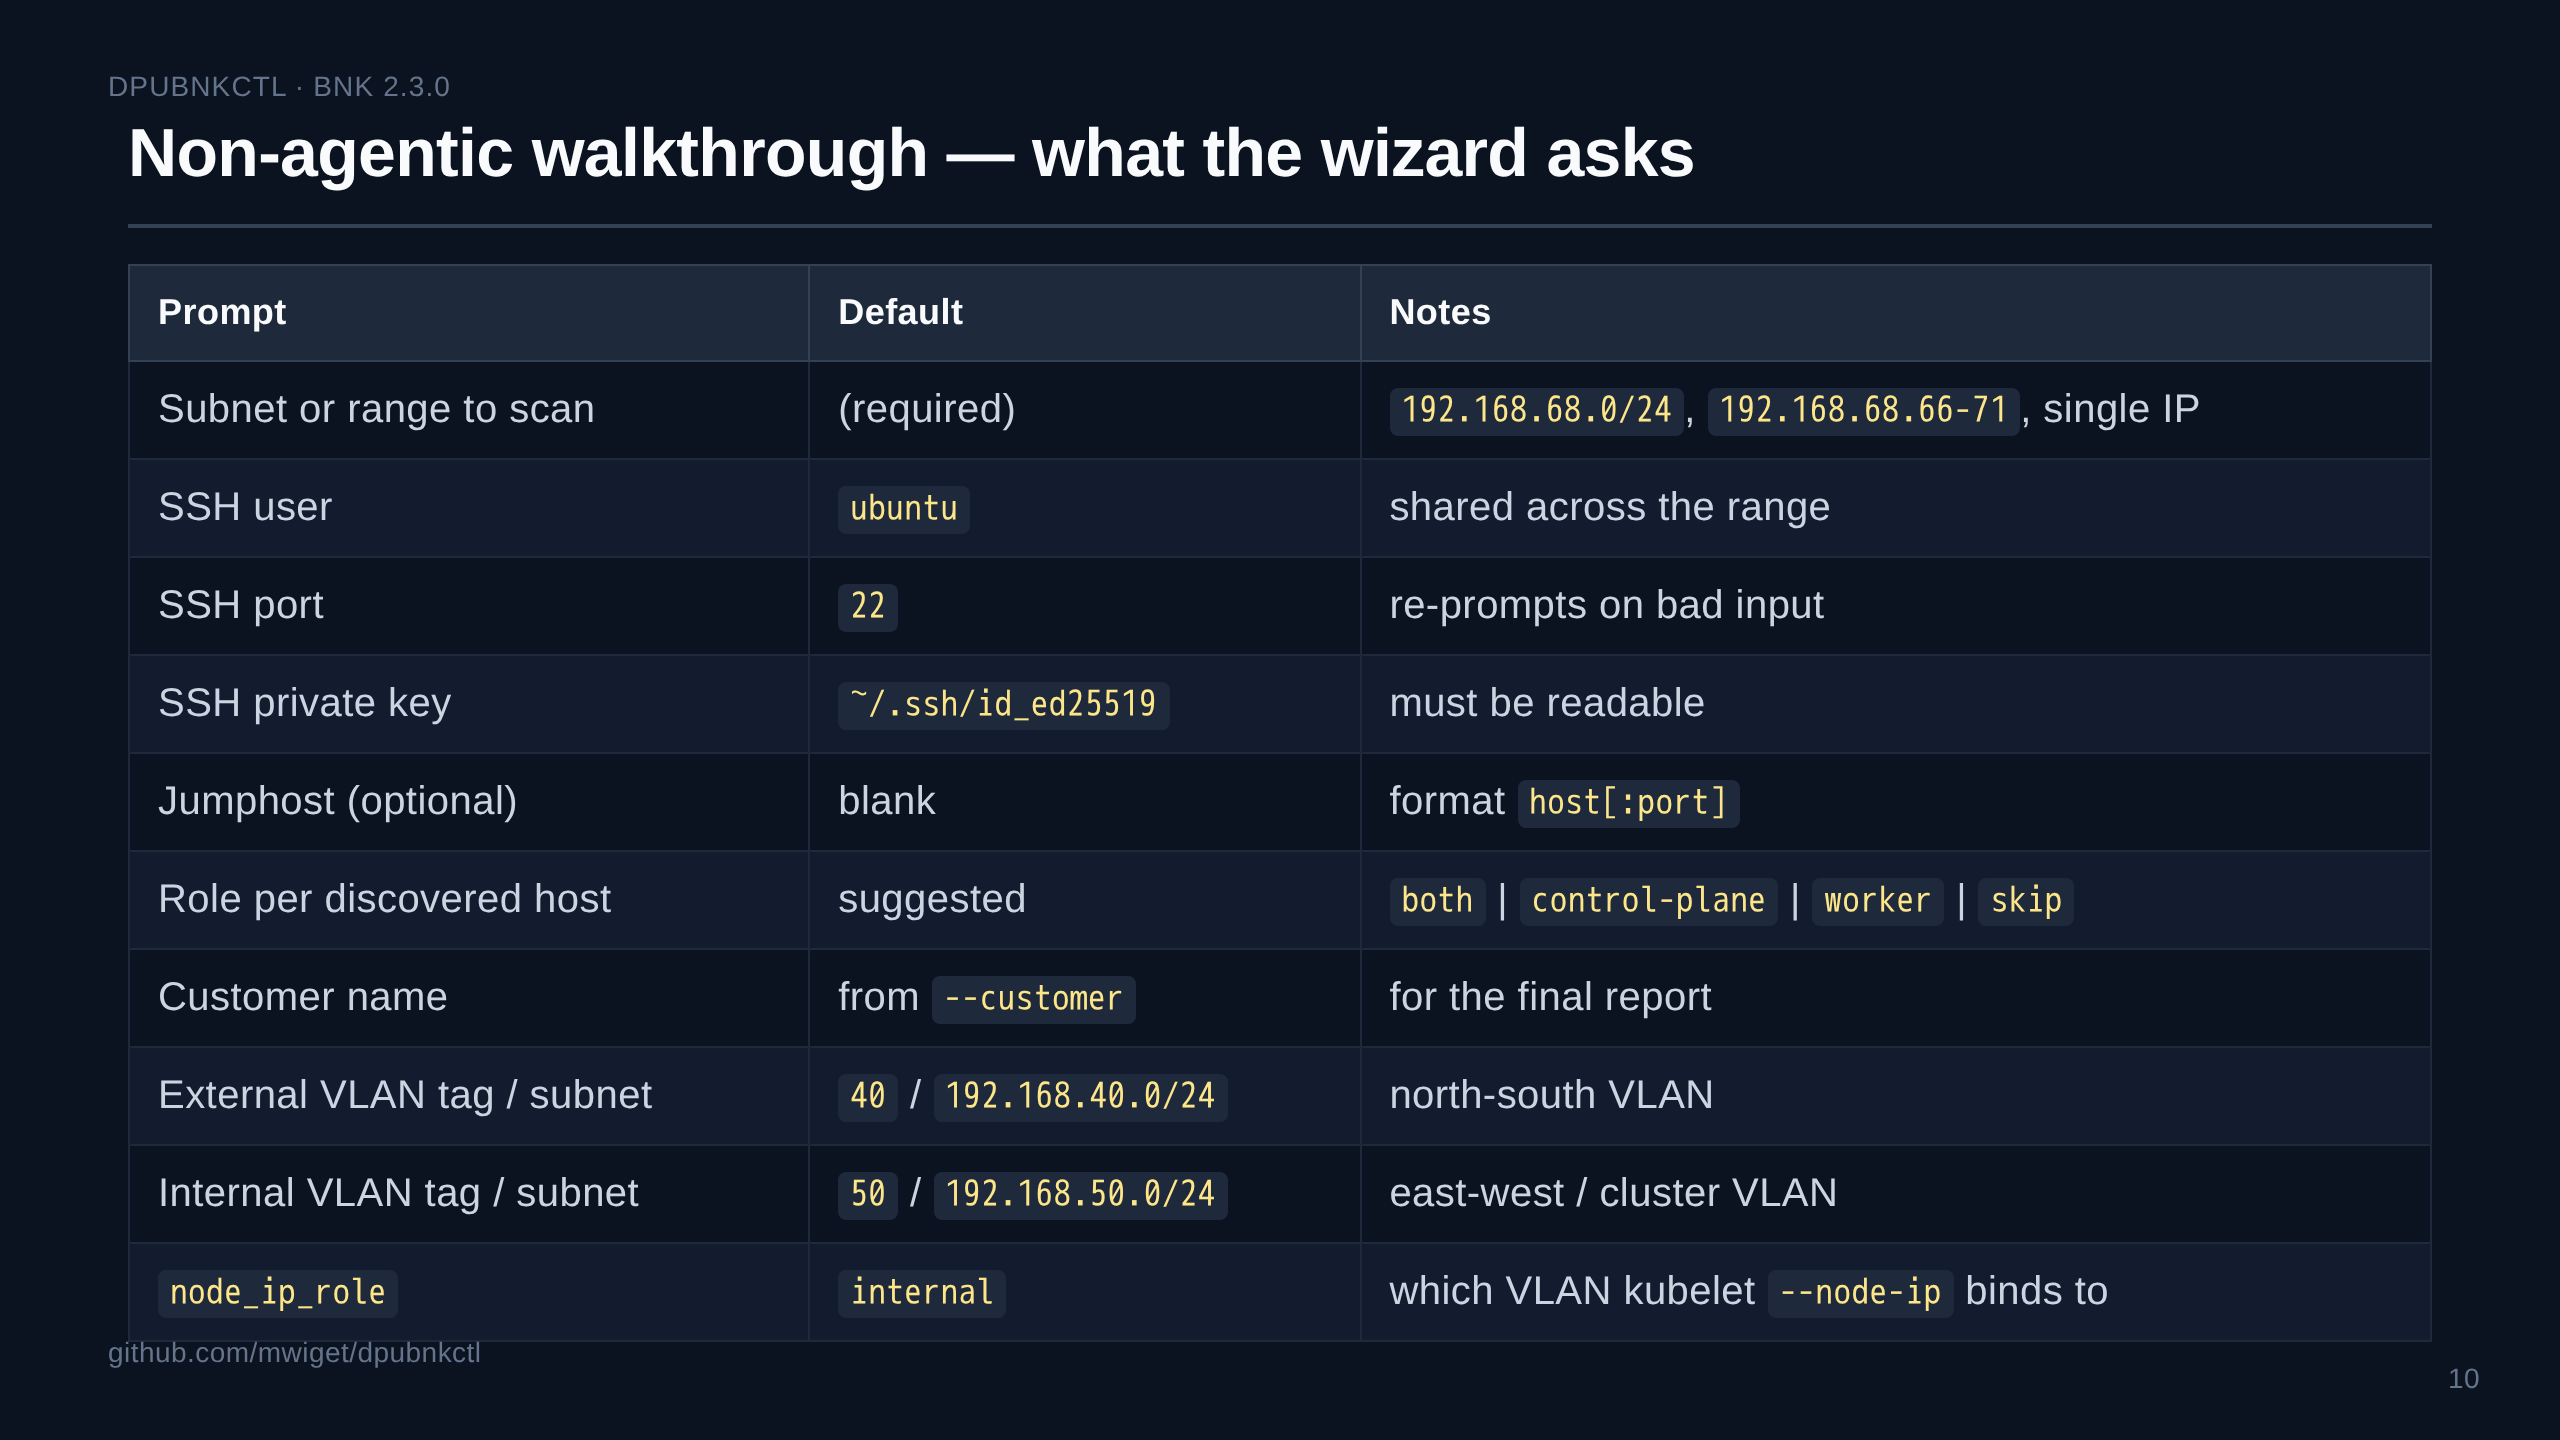 DPUBNKCTL · BNK 2.3.0
Non-agentic walkthrough — what the wizard asks
Prompt Default Notes
Subnet or range to scan (required) 192.168.68.0/24, 192.168.68.66-71, single IP
SSH user ubuntu shared across the range
SSH port 22 re-prompts on bad input
SSH private key ~/.ssh/id_ed25519 must be readable
Jumphost (optional) blank format host[:port]
Role per discovered host suggested both | control-plane | worker | skip
Customer name from --customer for the final report
External VLAN tag / subnet 40 / 192.168.40.0/24 north-south VLAN
Internal VLAN tag / subnet 50 / 192.168.50.0/24 east-west / cluster VLAN
node_ip_role internal which VLAN kubelet --node-ip binds to
github.com/mwiget/dpubnkctl
10